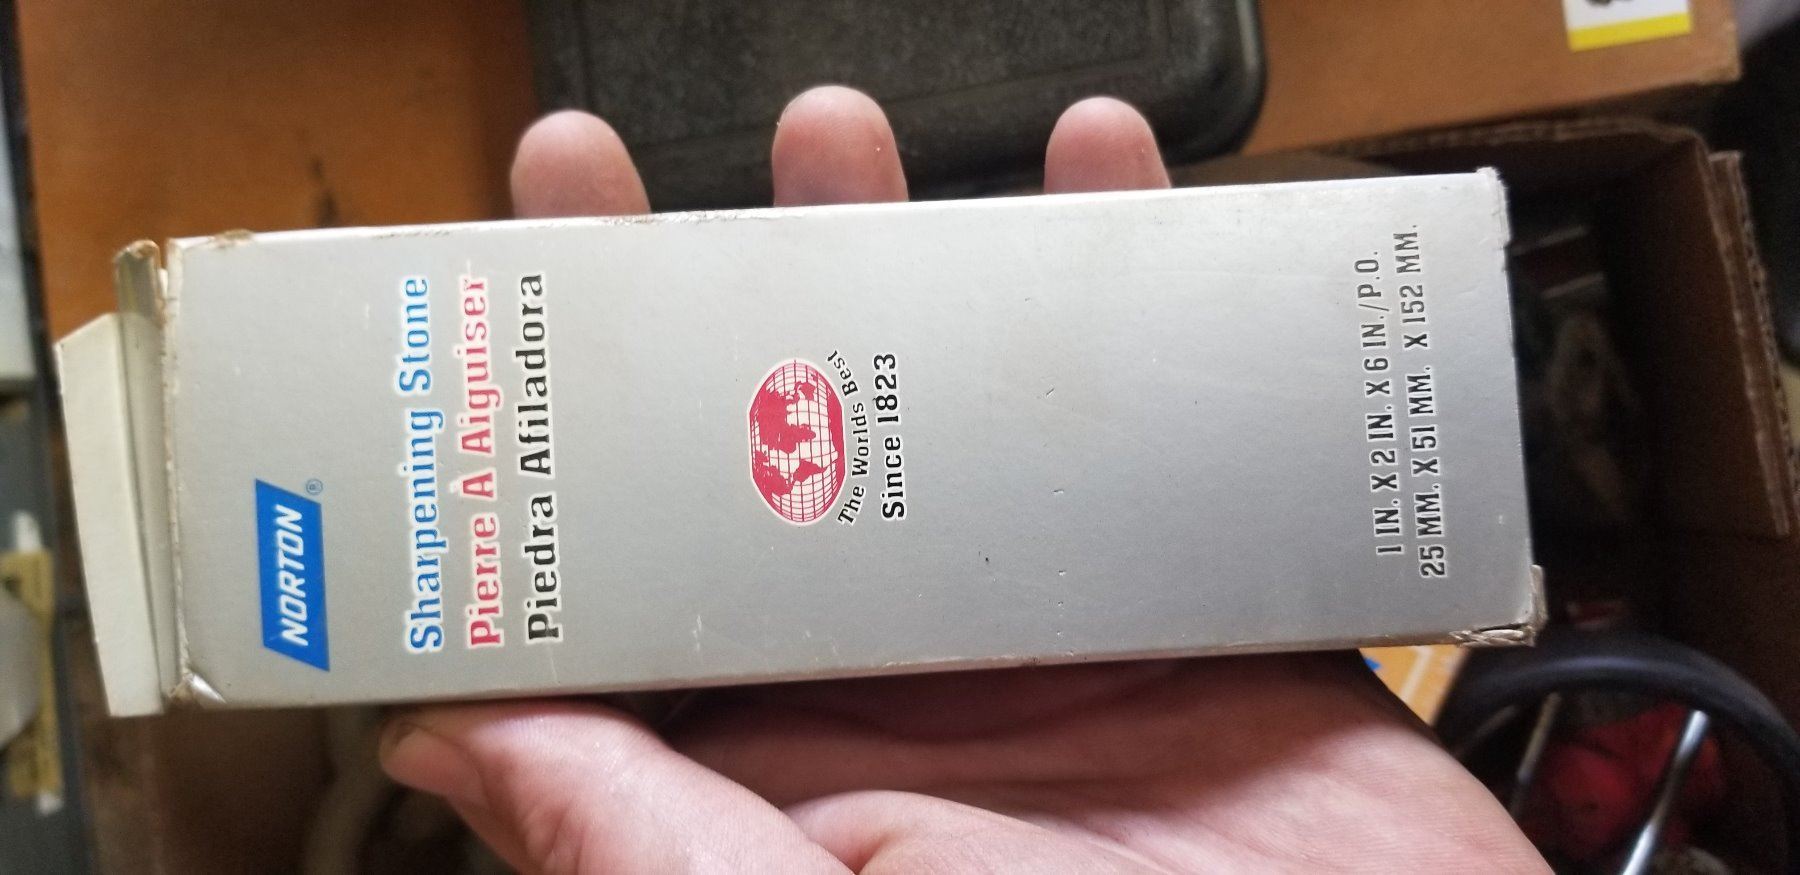 NORTON®
Sharpening Stone
Pierre À Aiguiser
Piedra Afiladora
The Worlds Best
Since 1823
1 IN. X 2 IN. X 6 IN./P.O.
25 MM. X 51 MM. X 152 MM.